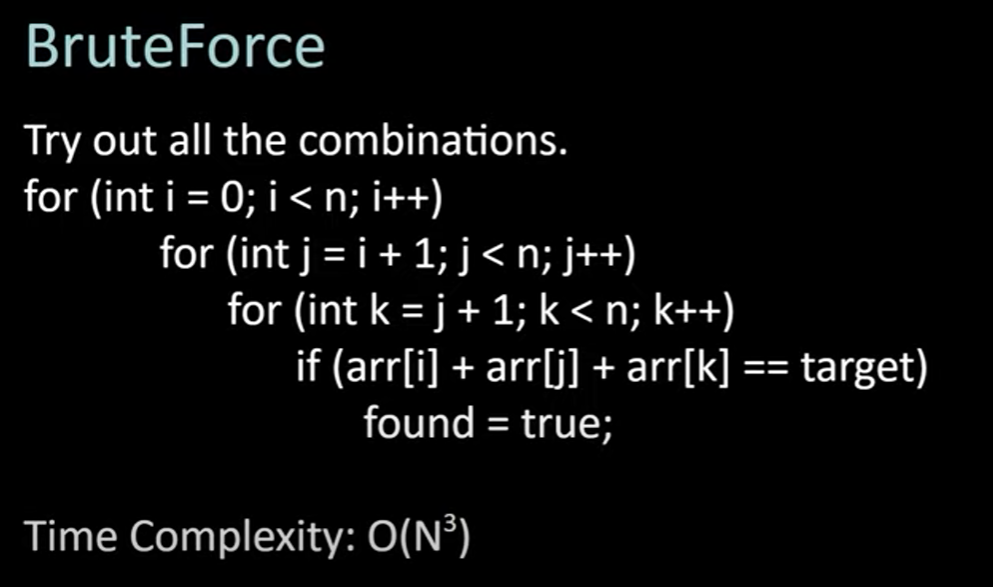 BruteForce
Try out all the combinations.
for (int i = 0; i < n; i++)
for (int j = i + 1; j < n; j++)
for (int k = j + 1; k < n; k++)
if (arr[i] + arr[j] + arr[k] == target)
found = true;
Time Complexity: O(N³)